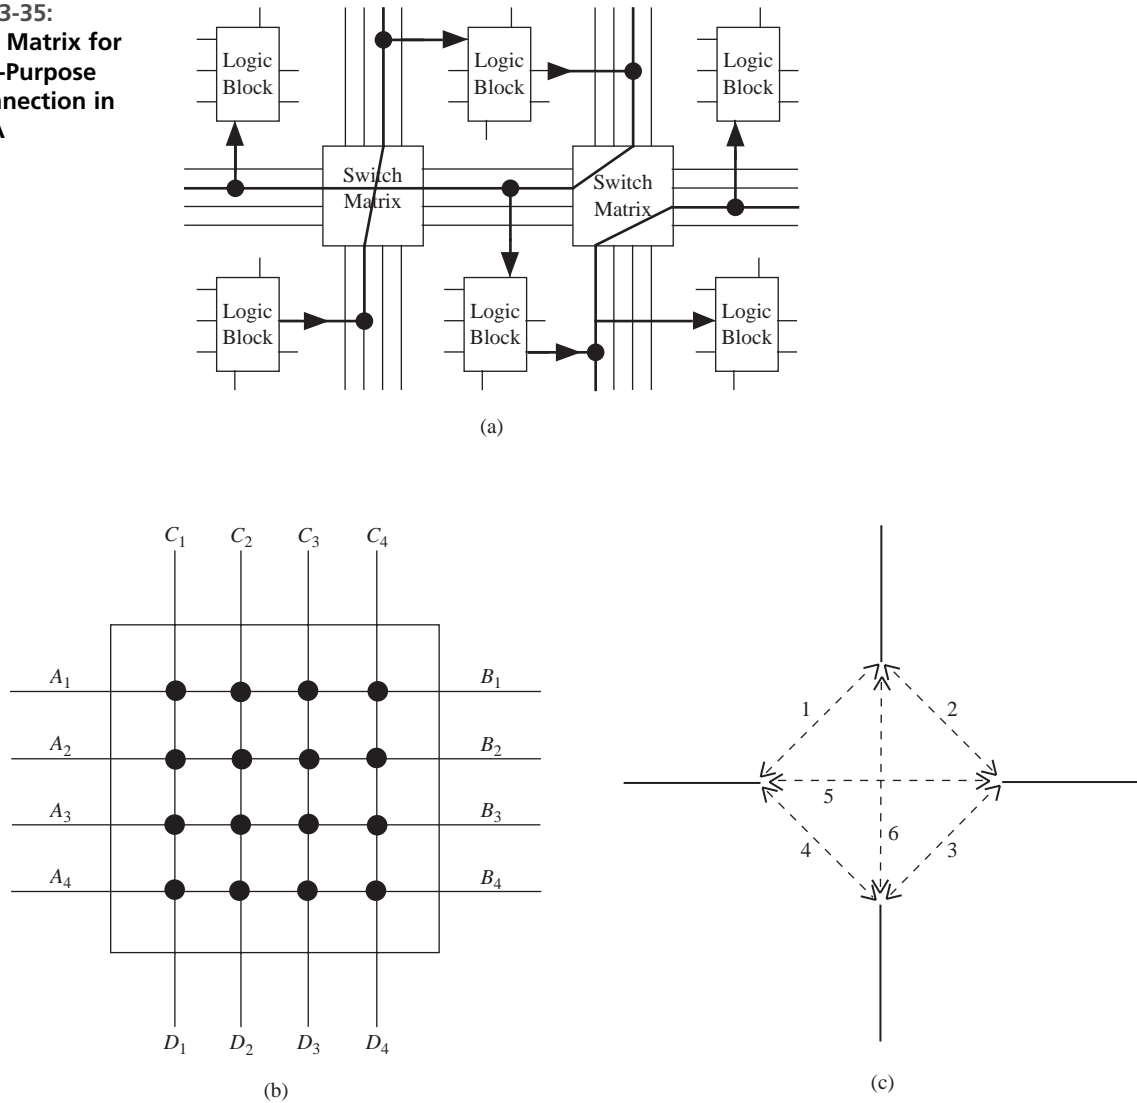 3-35:
Matrix for
-Purpose
nnection in
A
Logic
Block
Logic
Block
Logic
Block
Switch
Matrix
Switch
Matrix
Logic
Block
Logic
Block
Logic
Block
(a)
C1 C2 C3 C4
A1 B1
A2 B2
A3 B3
A4 B4
D1 D2 D3 D4
(b)
1 2
5
6
4 3
(c)